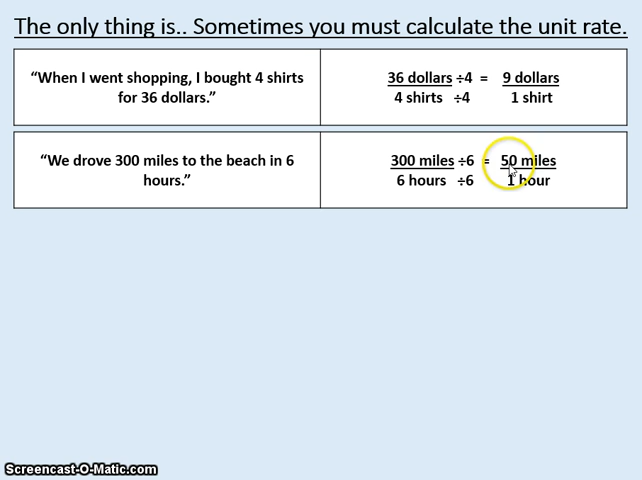 The only thing is.. Sometimes you must calculate the unit rate.
“When I went shopping, I bought 4 shirts
for 36 dollars.”
36 dollars ÷4 = 9 dollars
4 shirts ÷4 1 shirt
“We drove 300 miles to the beach in 6
hours.”
300 miles ÷6 = 50 miles
6 hours ÷6 1 hour
Screencast-O-Matic.com